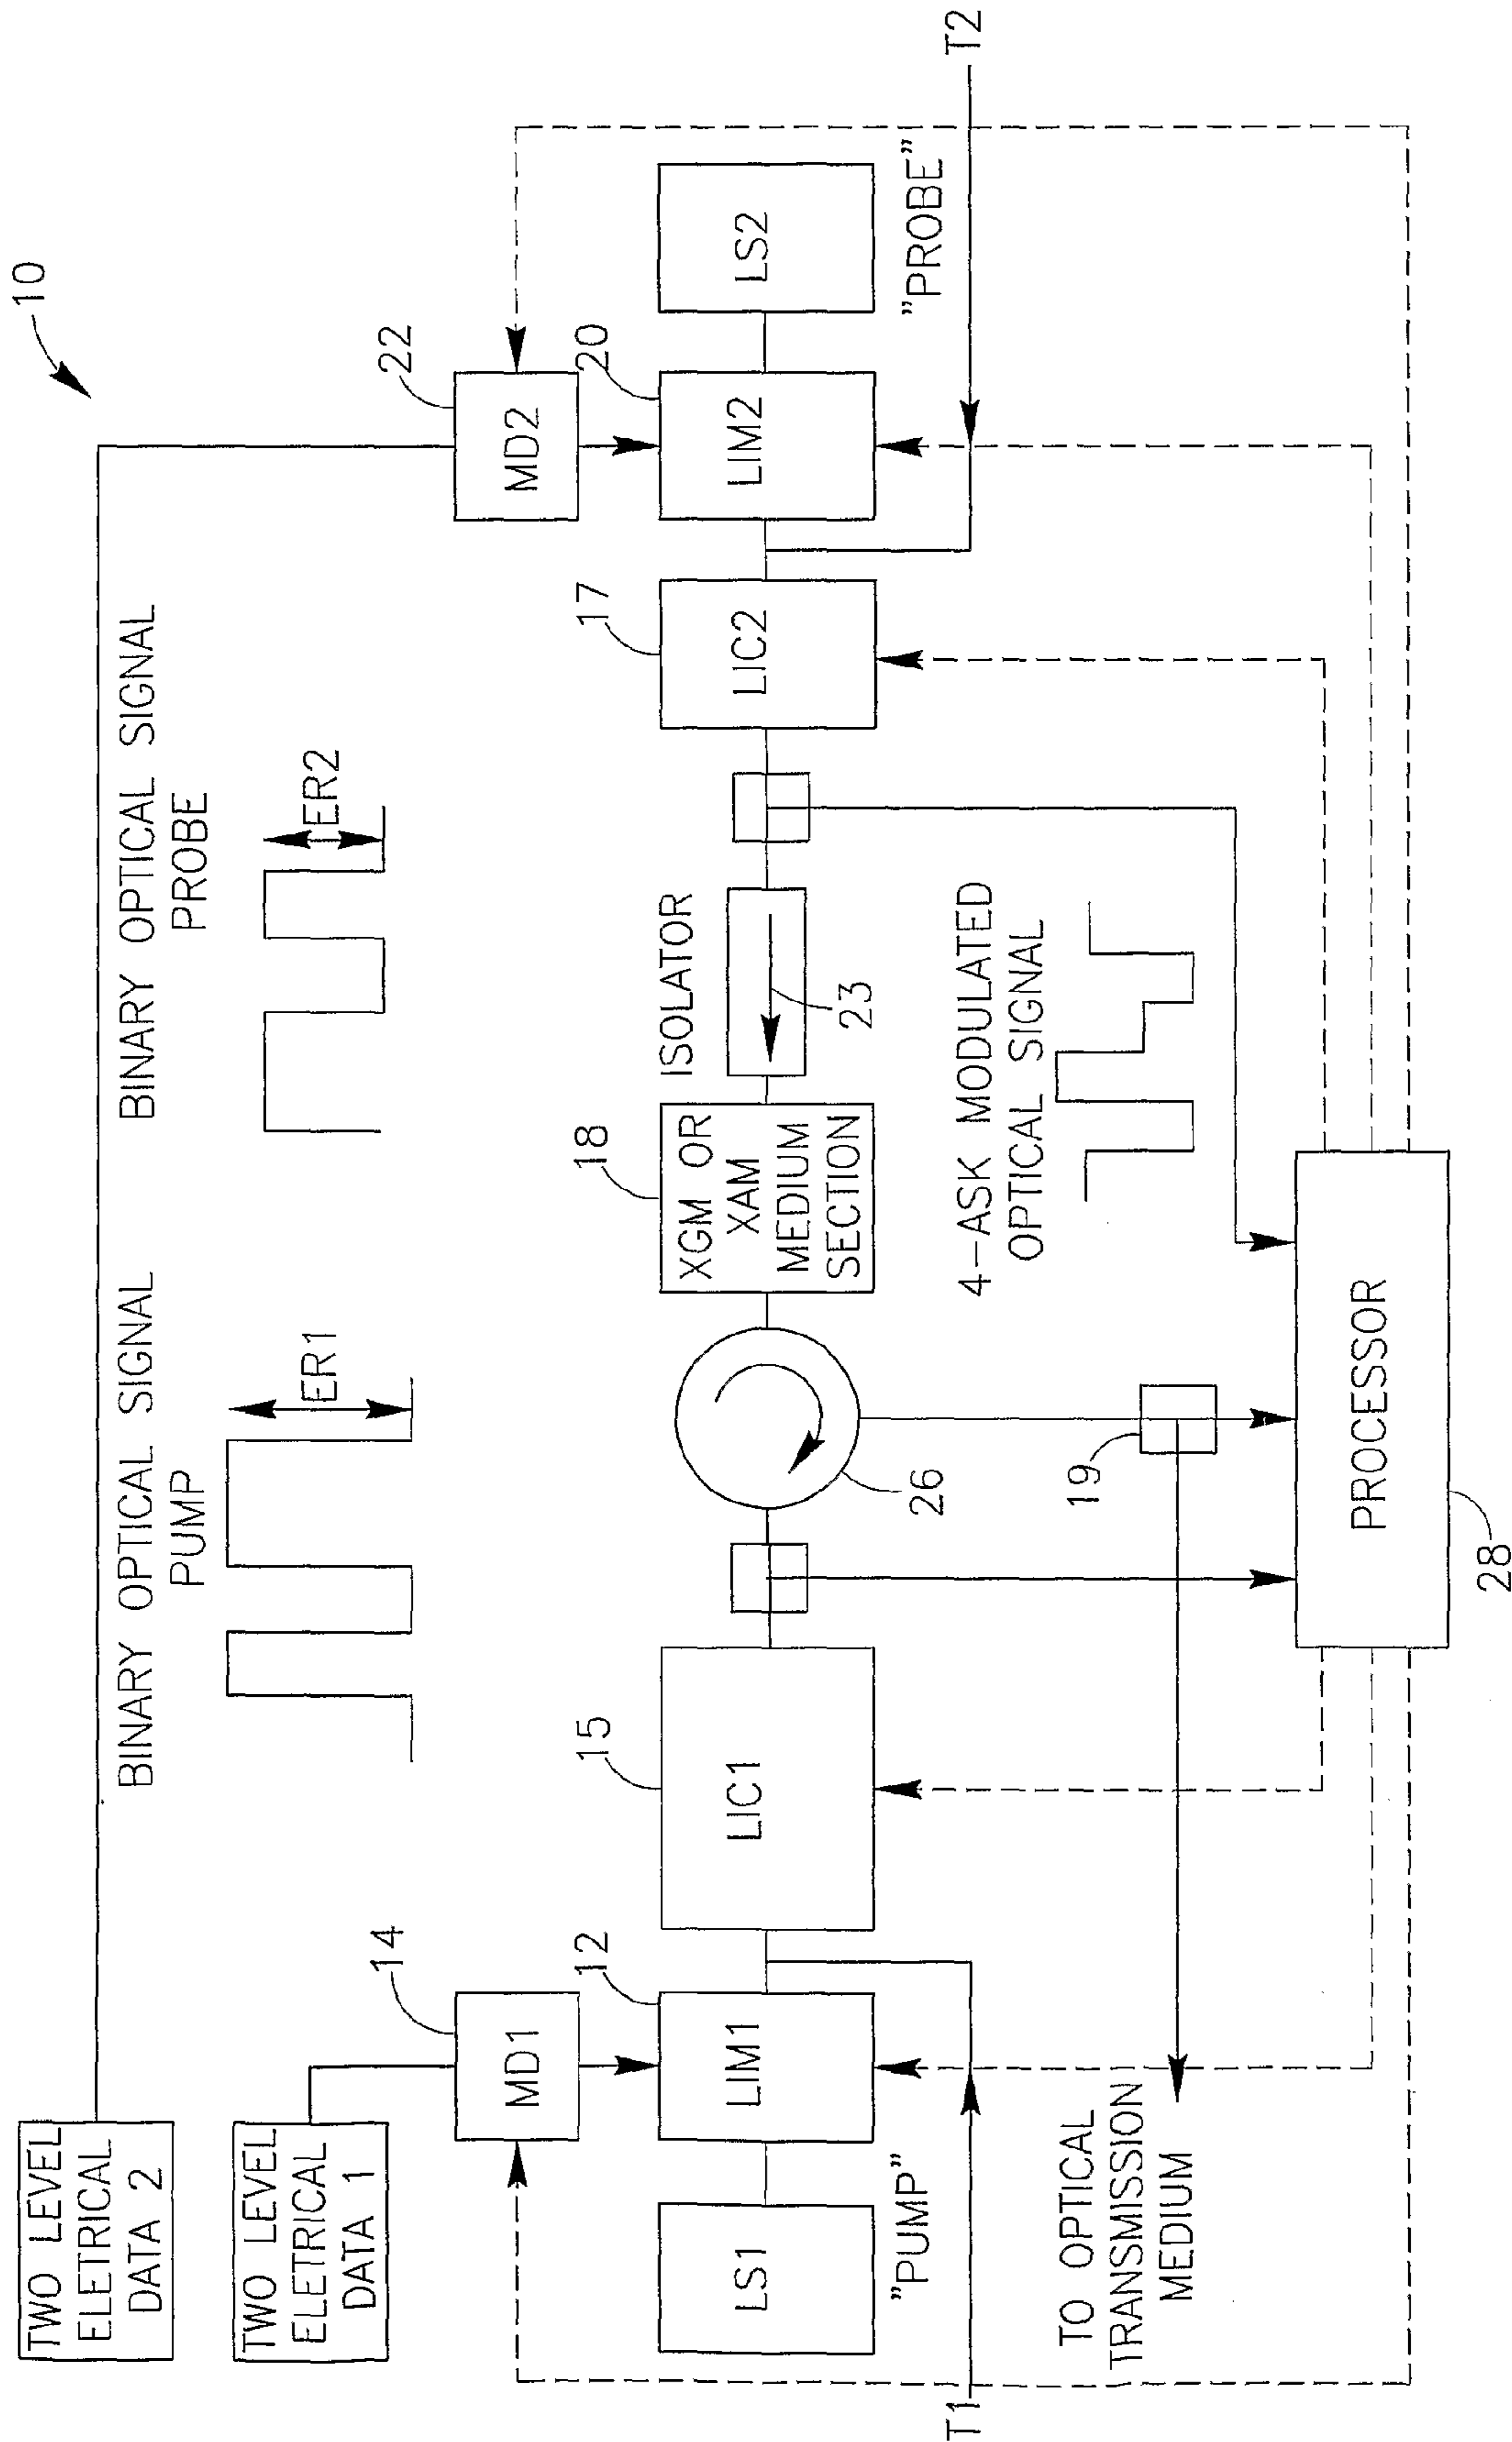 10
TWO LEVEL
ELETRICAL
DATA 2
TWO LEVEL
ELETRICAL
DATA 1
BINARY OPTICAL SIGNAL
PUMP
ER1
BINARY OPTICAL SIGNAL
PROBE
ER2
14
MD1
22
MD2
LS1
12
LIM1
15
LIC1
26
18
XGM OR
XAM
MEDIUM
SECTION
ISOLATOR
23
17
LIC2
20
LIM2
LS2
"PUMP"
"PROBE"
T1
T2
4-ASK MODULATED
OPTICAL SIGNAL
TO OPTICAL
TRANSMISSION
MEDIUM
19
PROCESSOR
28